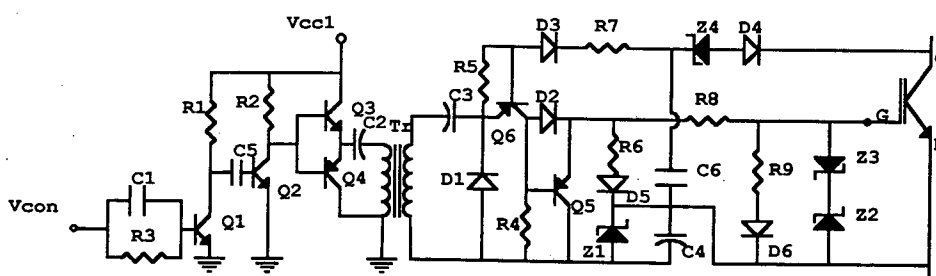 Vcc1
D3
R7
Z4
D4
R5
C3
D2
R8
R1
R2
Q3
C2
Tr
Q6
G
C5
Q2
Q4
D1
R6
C6
R9
Z3
C1
Vcon
R3
Q1
R4
Q5
D5
Z1
C4
D6
Z2